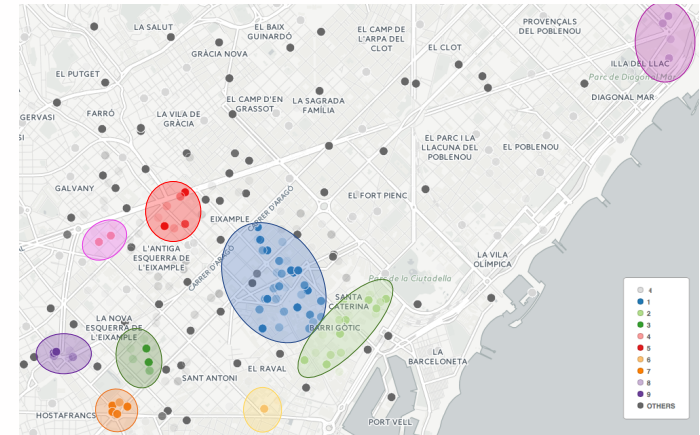 LA SALUT
EL BAIX
GUINARDÓ
EL CAMP DE
L'ARPA DEL
CLOT
PROVENÇALS
DEL POBLENOU
EL CLOT
GRÀCIA NOVA
EL PUTGET
ILLA DEL LLAC
Parc de Diagonal Mar
DIAGONAL MAR
EL CAMP D'EN
GRASSOT
LA SAGRADA
FAMÍLIA
GERVASI
FARRÓ
LA VILA DE
GRÀCIA
SI
EL PARC I LA
LLACUNA DEL
POBLENOU
EL POBLENOU
GALVANY
EL FORT PIENC
CARRER D'ARAGÓ
EIXAMPLE
L'ANTIGA
ESQUERRA DE
L'EIXAMPLE
CARRER D'ARAGÓ
AL
LA VILA
OLÍMPICA
Parc de la Ciutadella
SANTA
CATERINA
BARRI GÒTIC
LA NOVA
ESQUERRA DE
L'EIXAMPLE
LA
BARCELONETA
EL RAVAL
SANT ANTONI
HOSTAFRANCS
PORT VELL
4
1
2
3
4
5
6
7
8
9
OTHERS